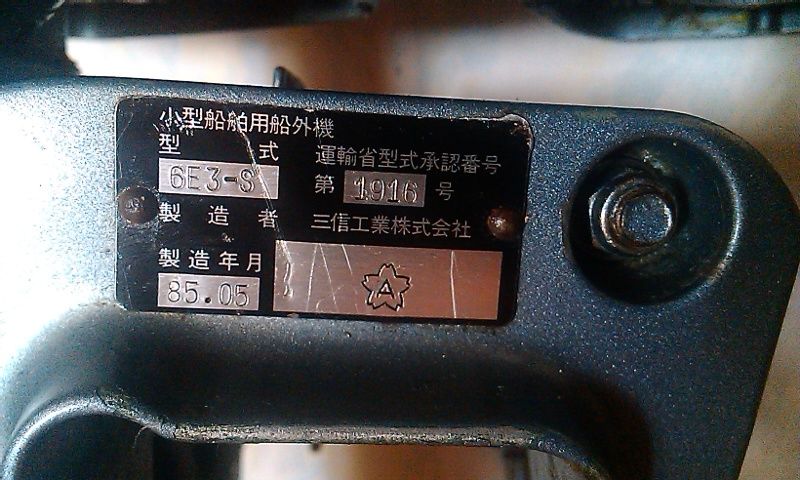 小型船舶用船外機
型式 運輸省型式承認番号
6E3-S 第 1916 号
製造者 三信工業株式会社
製造年月
85.05 A